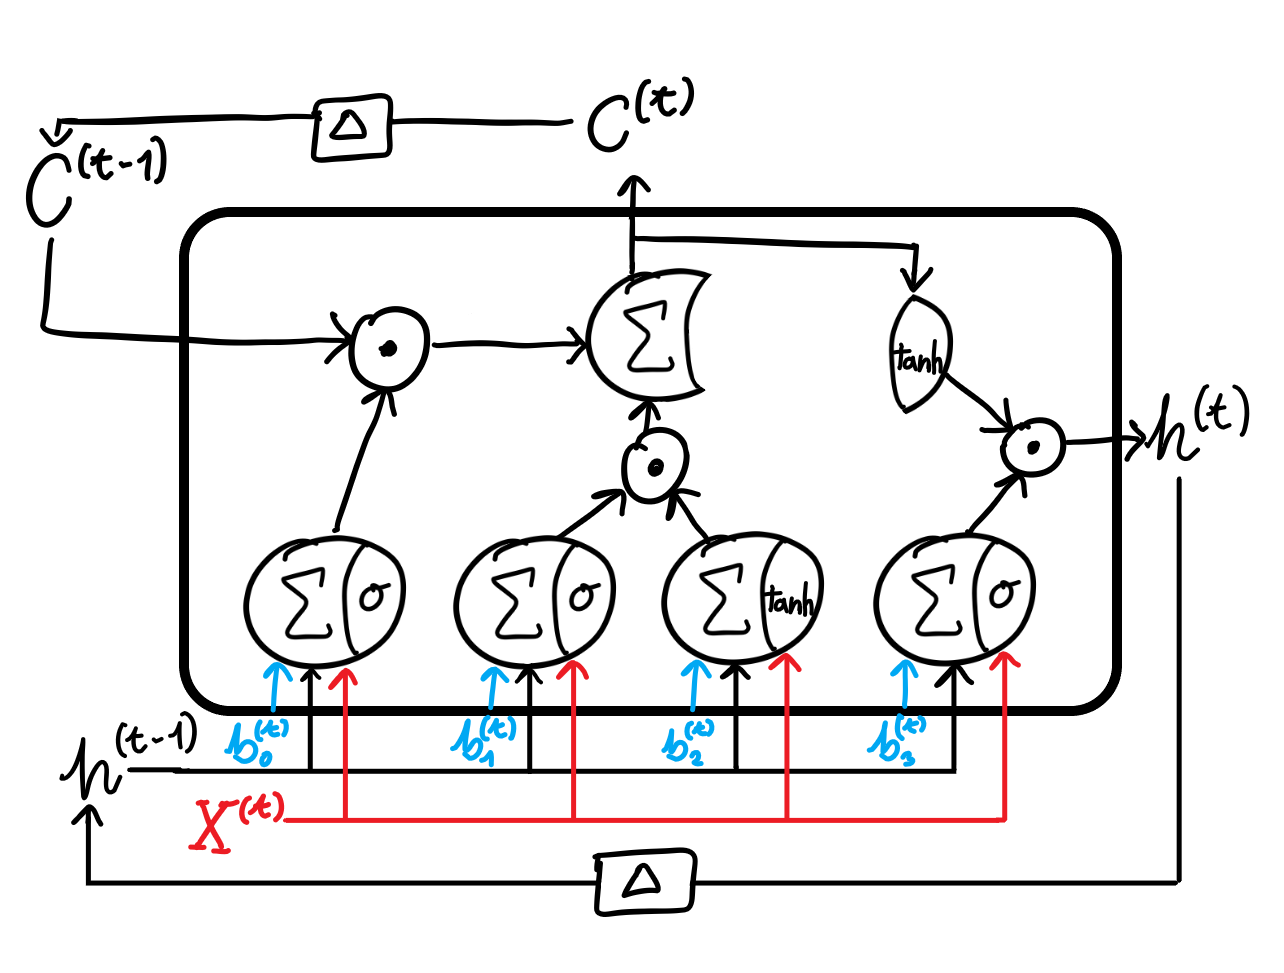 C^(t)
Δ
C^(t-1)
Σ
tanh
h^(t)
Σ σ
Σ σ
Σ tanh
Σ σ
b₀^(t)
b₁^(t)
b₂^(t)
b₃^(t)
h^(t-1)
X^(t)
Δ